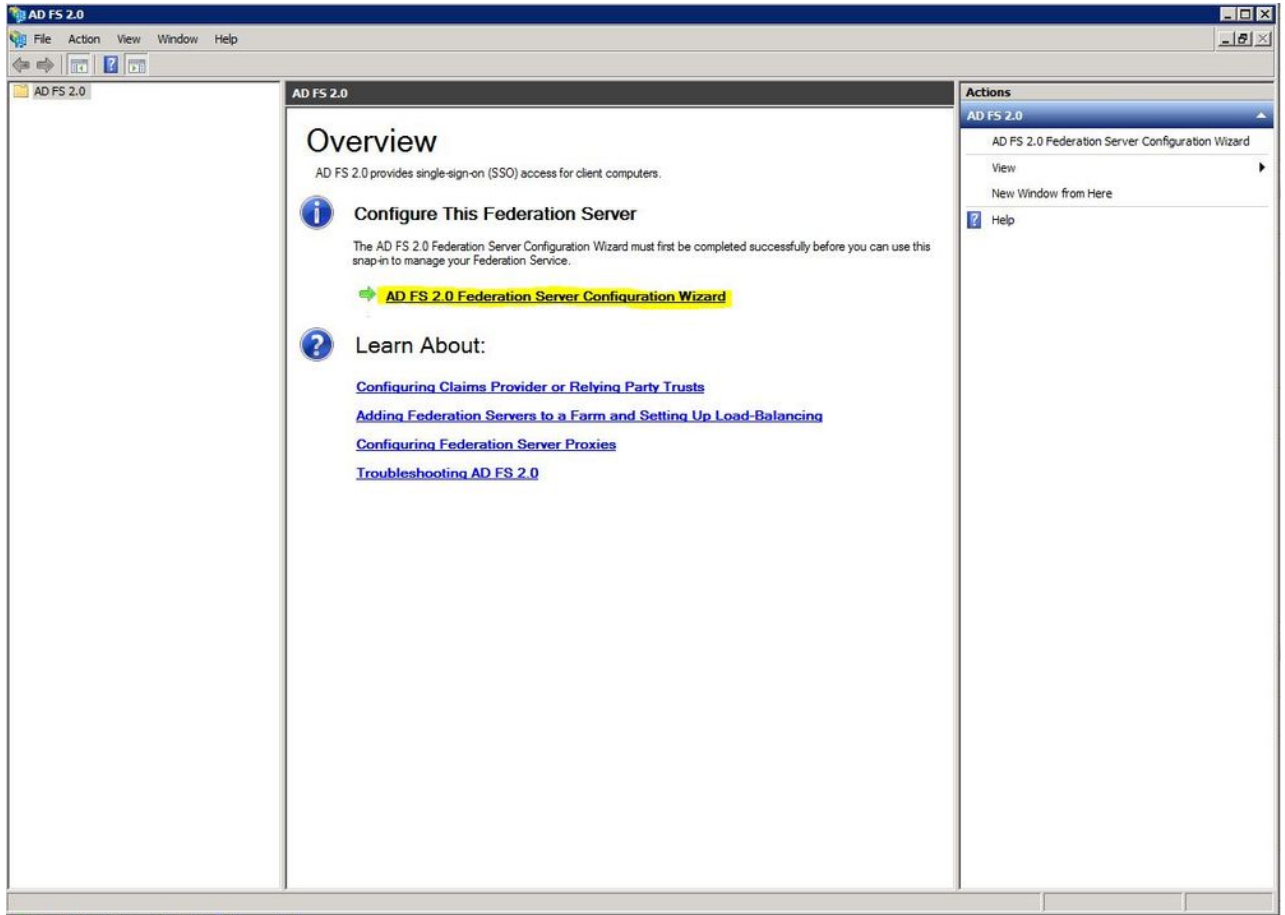 AD FS 2.0
File Action View Window Help
AD FS 2.0
AD FS 2.0
Overview
AD FS 2.0 provides single-sign-on (SSO) access for client computers.
Configure This Federation Server
The AD FS 2.0 Federation Server Configuration Wizard must first be completed successfully before you can use this
snap-in to manage your Federation Service.
AD FS 2.0 Federation Server Configuration Wizard
Learn About:
Configuring Claims Provider or Relying Party Trusts
Adding Federation Servers to a Farm and Setting Up Load-Balancing
Configuring Federation Server Proxies
Troubleshooting AD FS 2.0
Actions
AD FS 2.0
AD FS 2.0 Federation Server Configuration Wizard
View
New Window from Here
Help